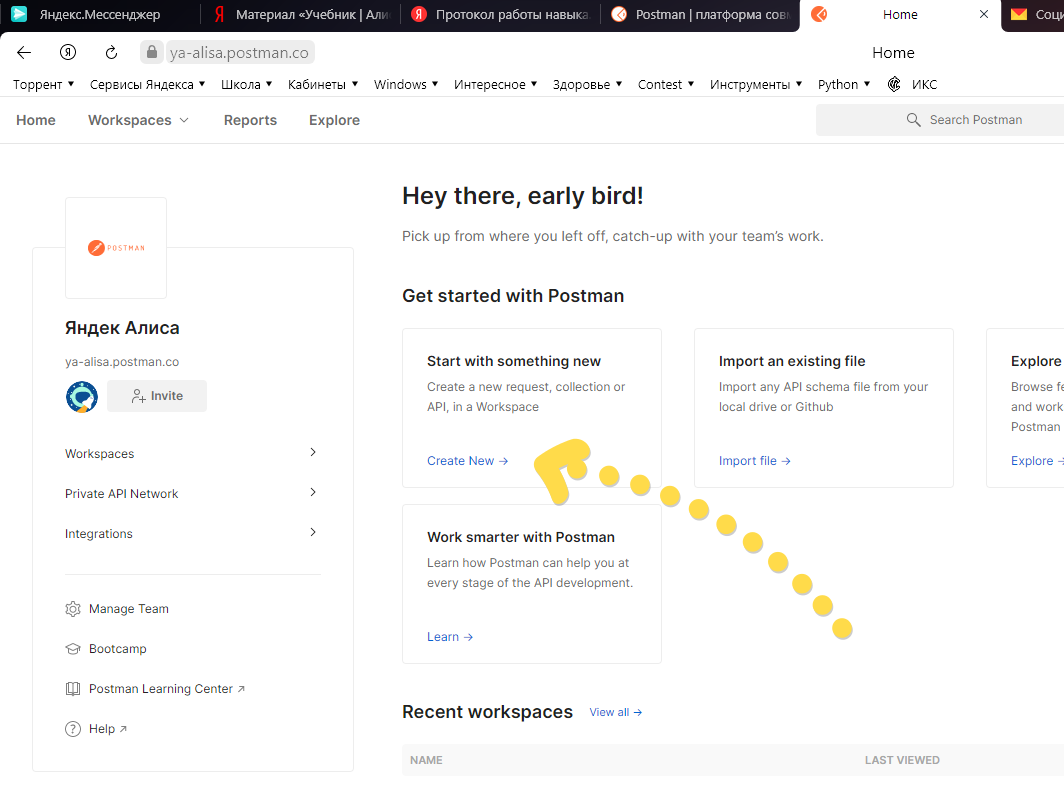 Яндекс.Мессенджер
Материал «Учебник | Али
Протокол работы навыка
Postman | платформа совм
Home
Соци
ya-alisa.postman.co
Home
Торрент
Сервисы Яндекса
Школа
Кабинеты
Windows
Интересное
Здоровье
Contest
Инструменты
Python
ИКС
Home
Workspaces
Reports
Explore
Search Postman
POSTMAN
Яндек Алиса
ya-alisa.postman.co
Invite
Workspaces
Private API Network
Integrations
Manage Team
Bootcamp
Postman Learning Center ↗
Help ↗
Hey there, early bird!
Pick up from where you left off, catch-up with your team's work.
Get started with Postman
Start with something new
Create a new request, collection or
API, in a Workspace
Create New →
Import an existing file
Import any API schema file from your
local drive or Github
Import file →
Explore
Browse fe
and work
Postman
Explore →
Work smarter with Postman
Learn how Postman can help you at
every stage of the API development.
Learn →
Recent workspaces
View all →
NAME
LAST VIEWED